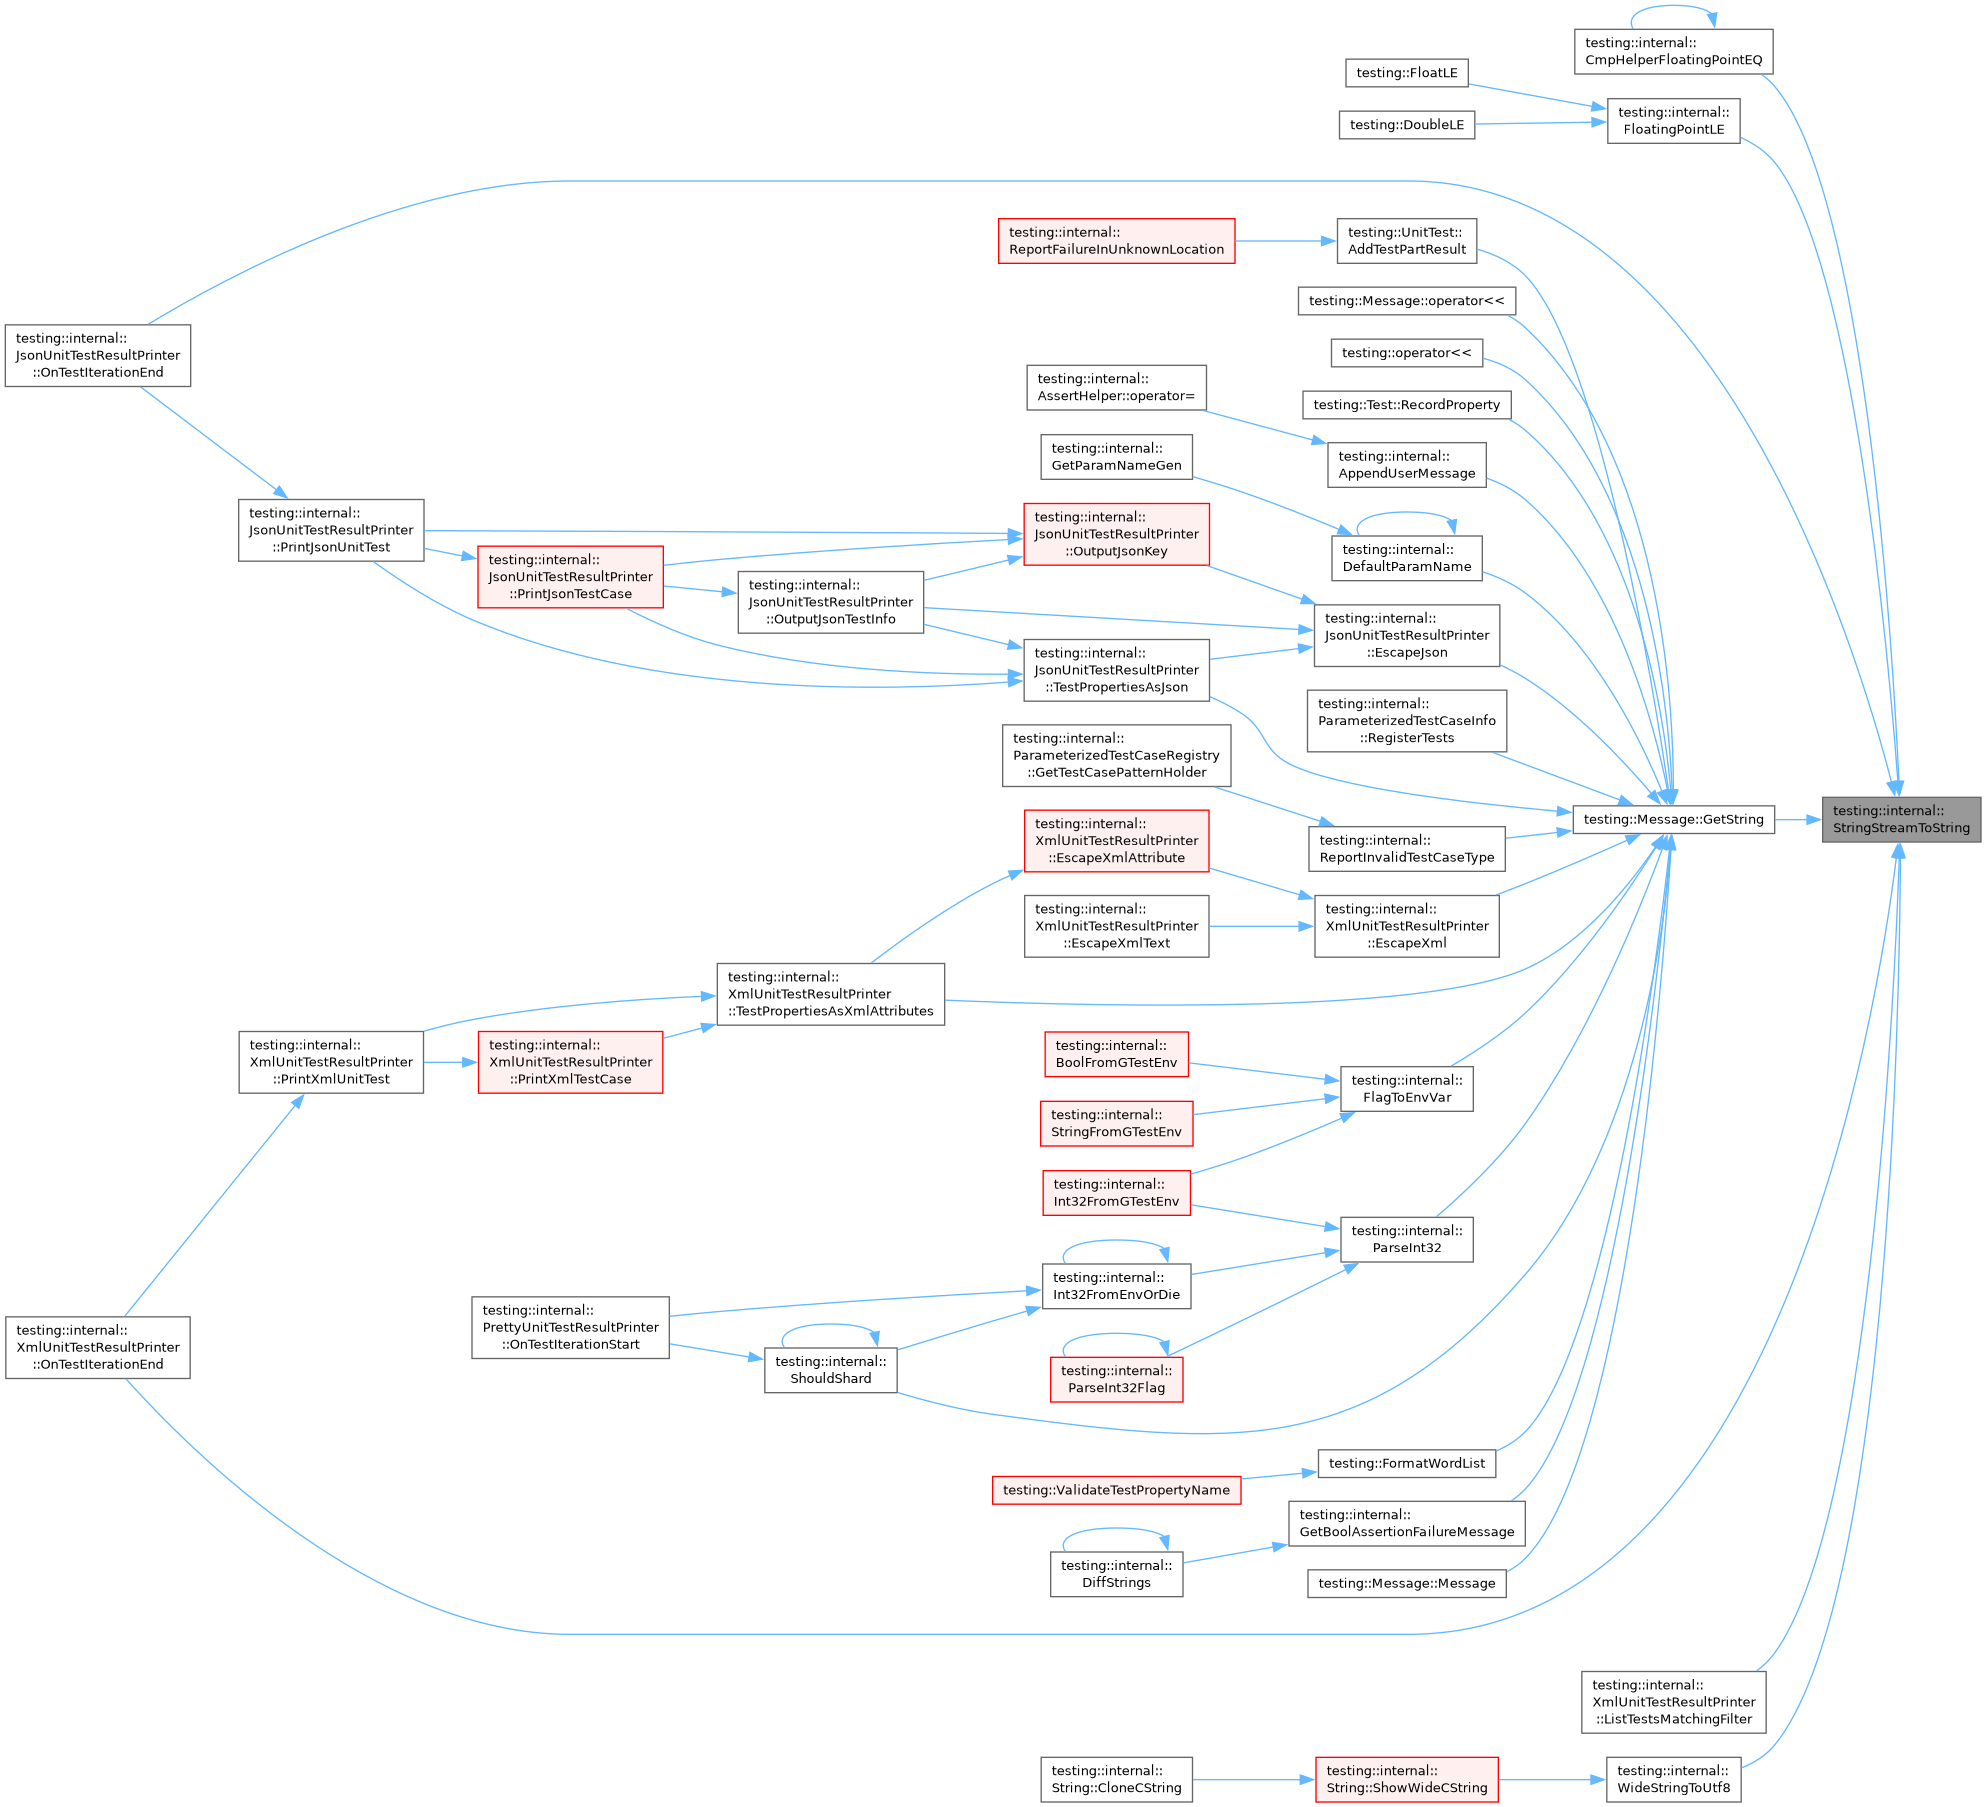 testing::internal::
CmpHelperFloatingPointEQ
testing::FloatLE
testing::internal::
FloatingPointLE
testing::DoubleLE
testing::internal::
ReportFailureInUnknownLocation
testing::UnitTest::
AddTestPartResult
testing::Message::operator<<
testing::internal::
JsonUnitTestResultPrinter
::OnTestIterationEnd
testing::operator<<
testing::internal::
AssertHelper::operator=
testing::Test::RecordProperty
testing::internal::
GetParamNameGen
testing::internal::
AppendUserMessage
testing::internal::
JsonUnitTestResultPrinter
::PrintJsonUnitTest
testing::internal::
JsonUnitTestResultPrinter
::OutputJsonKey
testing::internal::
DefaultParamName
testing::internal::
JsonUnitTestResultPrinter
::PrintJsonTestCase
testing::internal::
JsonUnitTestResultPrinter
::OutputJsonTestInfo
testing::internal::
JsonUnitTestResultPrinter
::EscapeJson
testing::internal::
JsonUnitTestResultPrinter
::TestPropertiesAsJson
testing::internal::
ParameterizedTestCaseInfo
::RegisterTests
testing::internal::
ParameterizedTestCaseRegistry
::GetTestCasePatternHolder
testing::Message::GetString
testing::internal::
StringStreamToString
testing::internal::
ReportInvalidTestCaseType
testing::internal::
XmlUnitTestResultPrinter
::EscapeXmlAttribute
testing::internal::
XmlUnitTestResultPrinter
::EscapeXmlText
testing::internal::
XmlUnitTestResultPrinter
::EscapeXml
testing::internal::
XmlUnitTestResultPrinter
::TestPropertiesAsXmlAttributes
testing::internal::
XmlUnitTestResultPrinter
::PrintXmlUnitTest
testing::internal::
XmlUnitTestResultPrinter
::PrintXmlTestCase
testing::internal::
BoolFromGTestEnv
testing::internal::
FlagToEnvVar
testing::internal::
StringFromGTestEnv
testing::internal::
Int32FromGTestEnv
testing::internal::
ParseInt32
testing::internal::
Int32FromEnvOrDie
testing::internal::
PrettyUnitTestResultPrinter
::OnTestIterationStart
testing::internal::
XmlUnitTestResultPrinter
::OnTestIterationEnd
testing::internal::
ShouldShard
testing::internal::
ParseInt32Flag
testing::FormatWordList
testing::ValidateTestPropertyName
testing::internal::
GetBoolAssertionFailureMessage
testing::internal::
DiffStrings
testing::Message::Message
testing::internal::
XmlUnitTestResultPrinter
::ListTestsMatchingFilter
testing::internal::
String::CloneCString
testing::internal::
String::ShowWideCString
testing::internal::
WideStringToUtf8